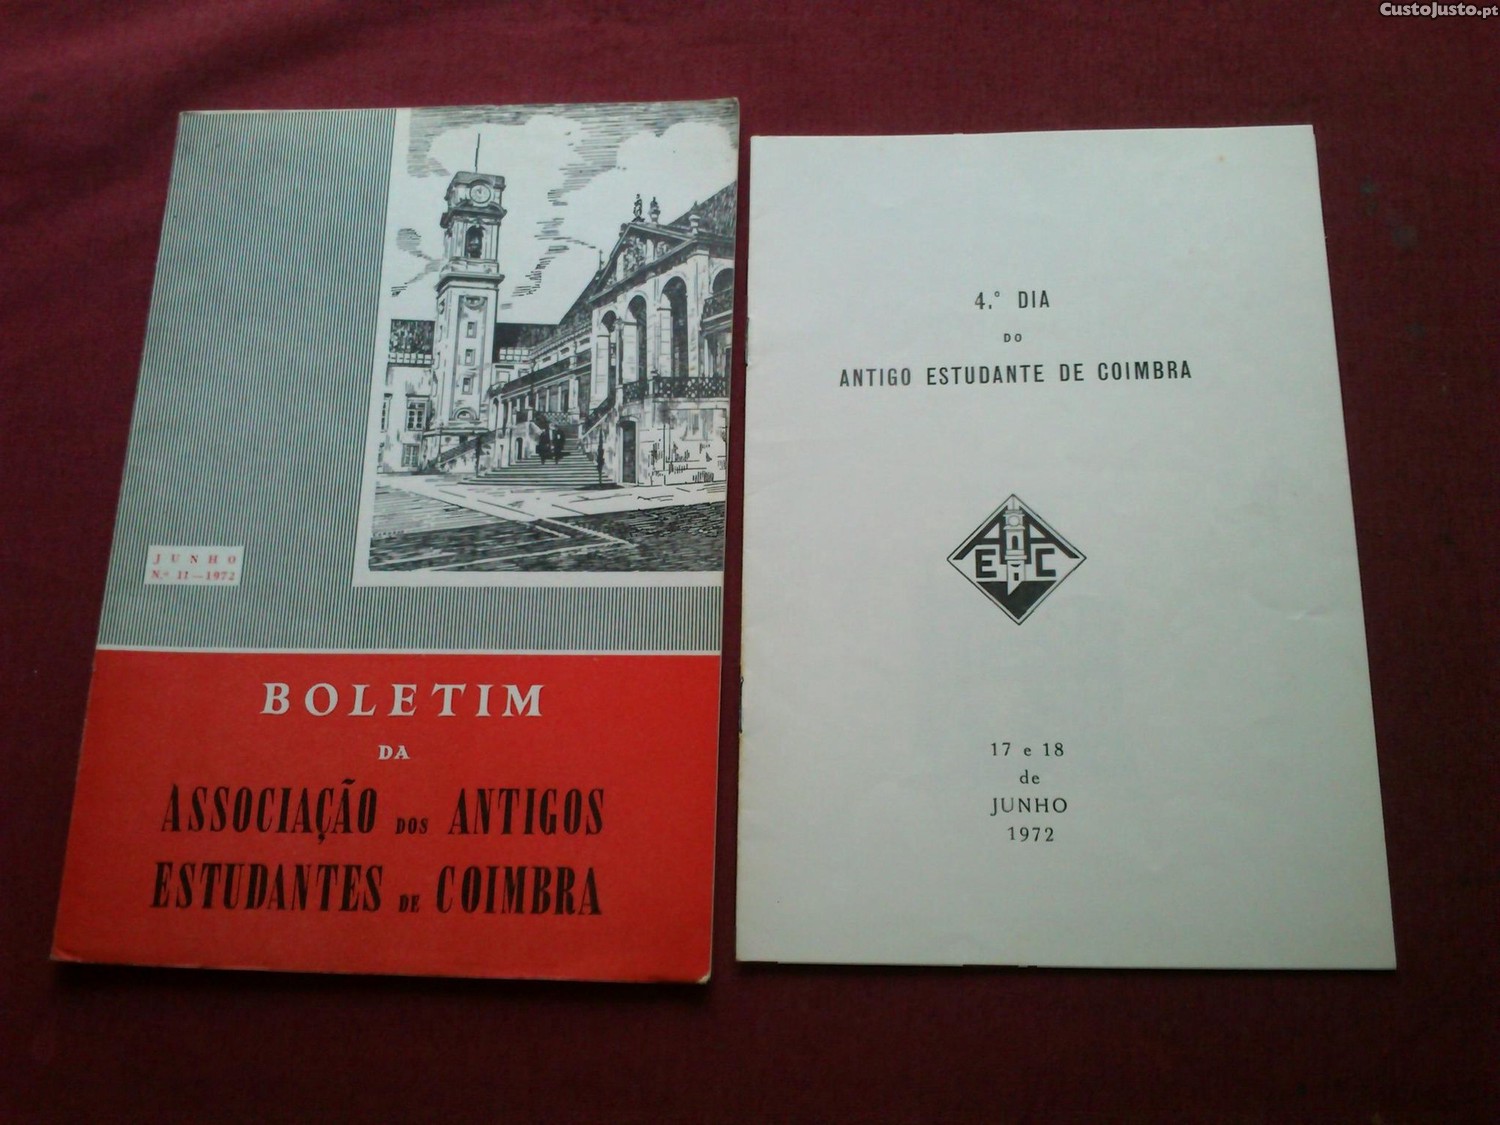 CustoJusto.pt
JUNHO
N.º 11—1972
BOLETIM
DA
ASSOCIAÇÃO DOS ANTIGOS
ESTUDANTES DE COIMBRA
4.º DIA
DO
ANTIGO ESTUDANTE DE COIMBRA
AEAC
17 e 18
de
JUNHO
1972